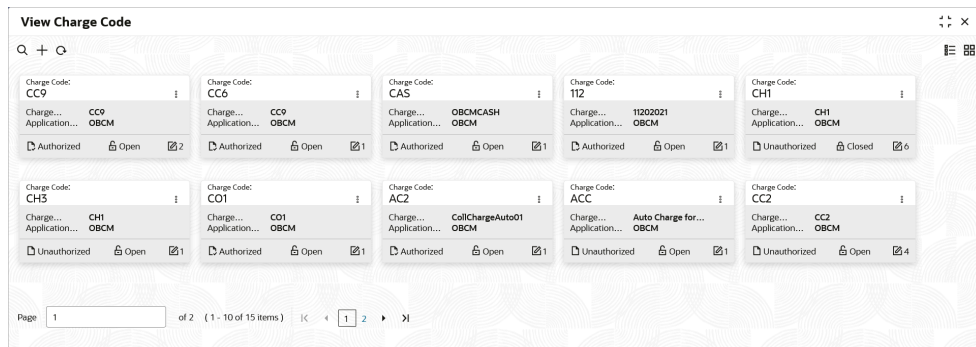 View Charge Code
Charge Code: Charge Code: Charge Code: Charge Code: Charge Code:
CC9 CC6 CAS 112 CH1
Charge... CC9 Charge... CC9 Charge... OBCMCASH Charge... 11202021 Charge... CH1
Application... OBCM Application... OBCM Application... OBCM Application... OBCM Application... OBCM
Authorized Open 2 Authorized Open 1 Authorized Open 1 Authorized Open 1 Unauthorized Closed 6
Charge Code: Charge Code: Charge Code: Charge Code: Charge Code:
CH3 CO1 AC2 ACC CC2
Charge... CH1 Charge... CO1 Charge... CollChargeAuto01 Charge... Auto Charge for... Charge... CC2
Application... OBCM Application... OBCM Application... OBCM Application... OBCM Application... OBCM
Unauthorized Open 1 Authorized Open 1 Authorized Open 1 Unauthorized Open 1 Unauthorized Open 4
Page 1 of 2 ( 1 - 10 of 15 items ) 1 2